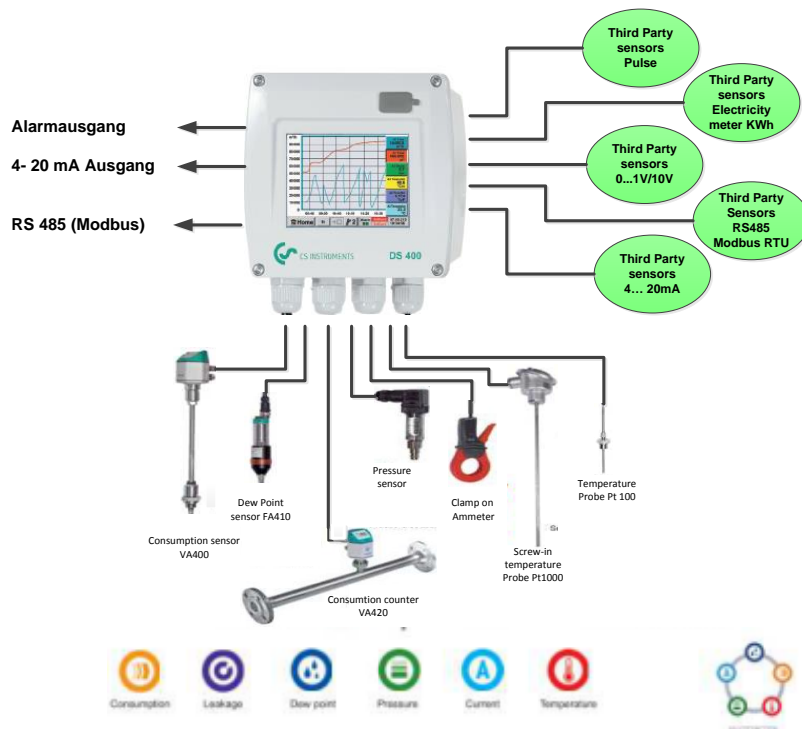 Third Party
sensors
Pulse
Third Party
sensors
Electricity
meter KWh
Alarmausgang
4- 20 mA Ausgang
Third Party
sensors
0...1V/10V
RS 485 (Modbus)
Third Party
Sensors
RS485
Modbus RTU
Home
CS INSTRUMENTS
DS 400
Third Party
sensors
4... 20mA
Pressure
sensor
Clamp on
Ammeter
Temperature
Probe Pt 100
Dew Point
sensor FA410
Consumption sensor
VA400
Screw-in
temperature
Probe Pt1000
Consumtion counter
VA420
Consumption
Leakage
Dew point
Pressure
A
Current
Temperature